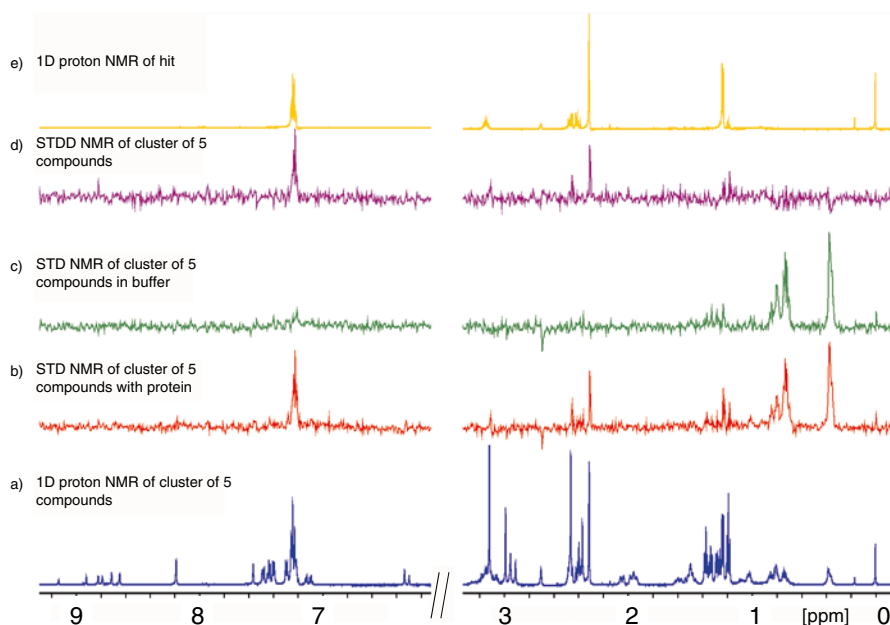 e) 1D proton NMR of hit
d) STDD NMR of cluster of 5
compounds
c) STD NMR of cluster of 5
compounds in buffer
b) STD NMR of cluster of 5
compounds with protein
a) 1D proton NMR of cluster of 5
compounds
9 8 7 // 3 2 1 [ppm] 0